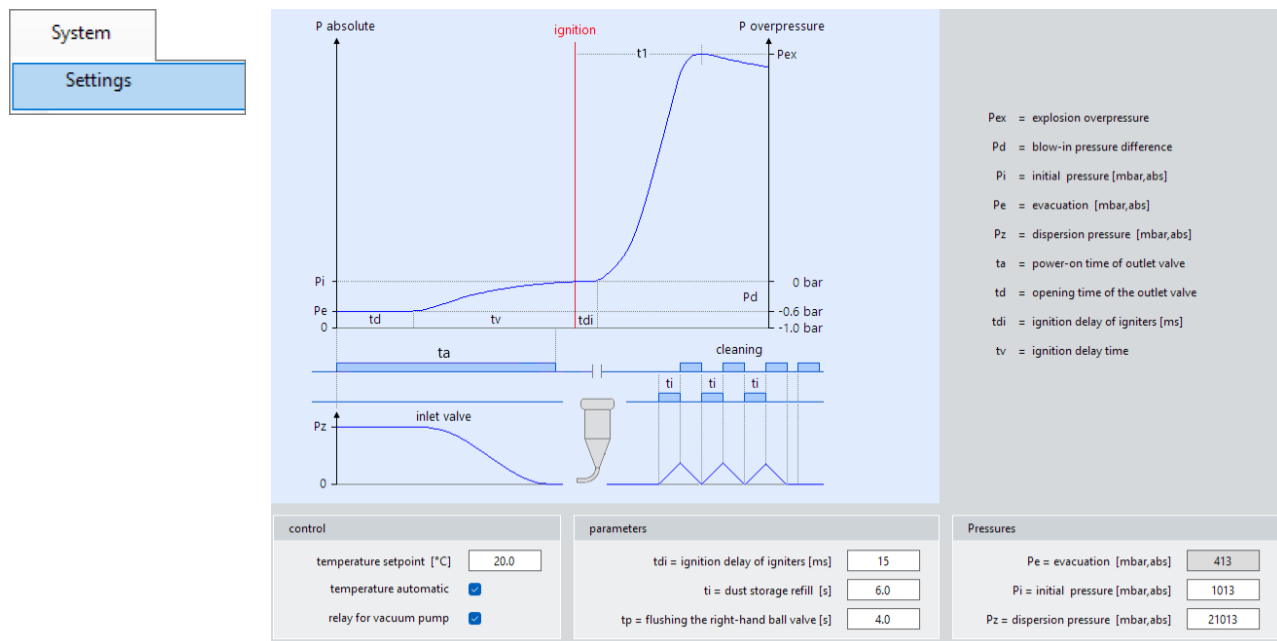 System
Settings
P absolute
ignition
P overpressure
t1
Pex
Pi
0 bar
Pd
Pe
-0.6 bar
td
tv
tdi
0
-1.0 bar
ta
cleaning
ti
ti
ti
inlet valve
Pz
0
Pex = explosion overpressure
Pd = blow-in pressure difference
Pi = initial pressure [mbar,abs]
Pe = evacuation [mbar,abs]
Pz = dispersion pressure [mbar,abs]
ta = power-on time of outlet valve
td = opening time of the outlet valve
tdi = ignition delay of igniters [ms]
tv = ignition delay time
control
temperature setpoint [°C] 20.0
temperature automatic
relay for vacuum pump
parameters
tdi = ignition delay of igniters [ms] 15
ti = dust storage refill [s] 6.0
tp = flushing the right-hand ball valve [s] 4.0
Pressures
Pe = evacuation [mbar,abs] 413
Pi = initial pressure [mbar,abs] 1013
Pz = dispersion pressure [mbar,abs] 21013